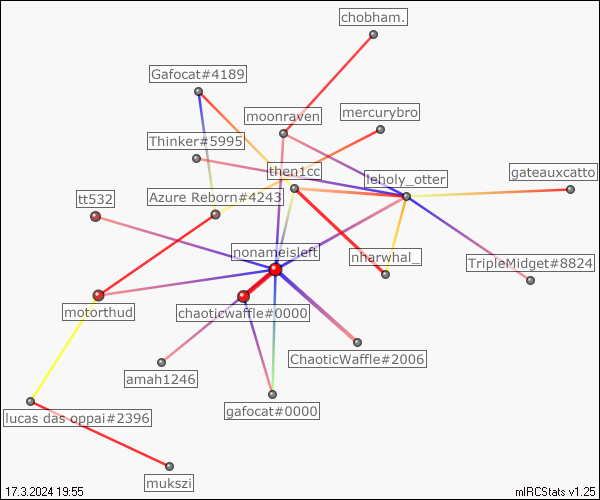 chobham.
Gafocat#4189
moonraven
mercurybro
Thinker#5995
then1cc
leholy_otter
gateauxcatto
tt532
Azure Reborn#4243
nonameisleft
nharwhal_
TripleMidget#8824
motorthud
chaoticwaffle#0000
ChaoticWaffle#2006
amah1246
gafocat#0000
lucas das oppai#2396
mukszi
17.3.2024 19:55
mIRCStats v1.25